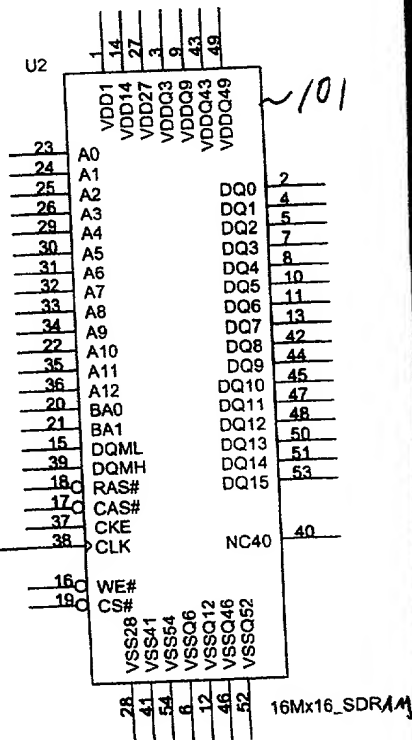 U2
1 14 27 3 9 43 49
VDD1 VDD14 VDD27 VDDQ3 VDDQ9 VDDQ43 VDDQ49
~101
23 A0
24 A1
25 A2
26 A3
29 A4
30 A5
31 A6
32 A7
33 A8
34 A9
22 A10
35 A11
36 A12
20 BA0
21 BA1
15 DQML
39 DQMH
18 RAS#
17 CAS#
37 CKE
38 CLK
16 WE#
19 CS#
DQ0 2
DQ1 4
DQ2 5
DQ3 7
DQ4 8
DQ5 10
DQ6 11
DQ7 13
DQ8 42
DQ9 44
DQ10 45
DQ11 47
DQ12 48
DQ13 50
DQ14 51
DQ15 53
NC40 40
VSS28 VSS41 VSS54 VSSQ6 VSSQ12 VSSQ46 VSSQ52
28 41 54 6 12 46 52
16Mx16_SDRAM